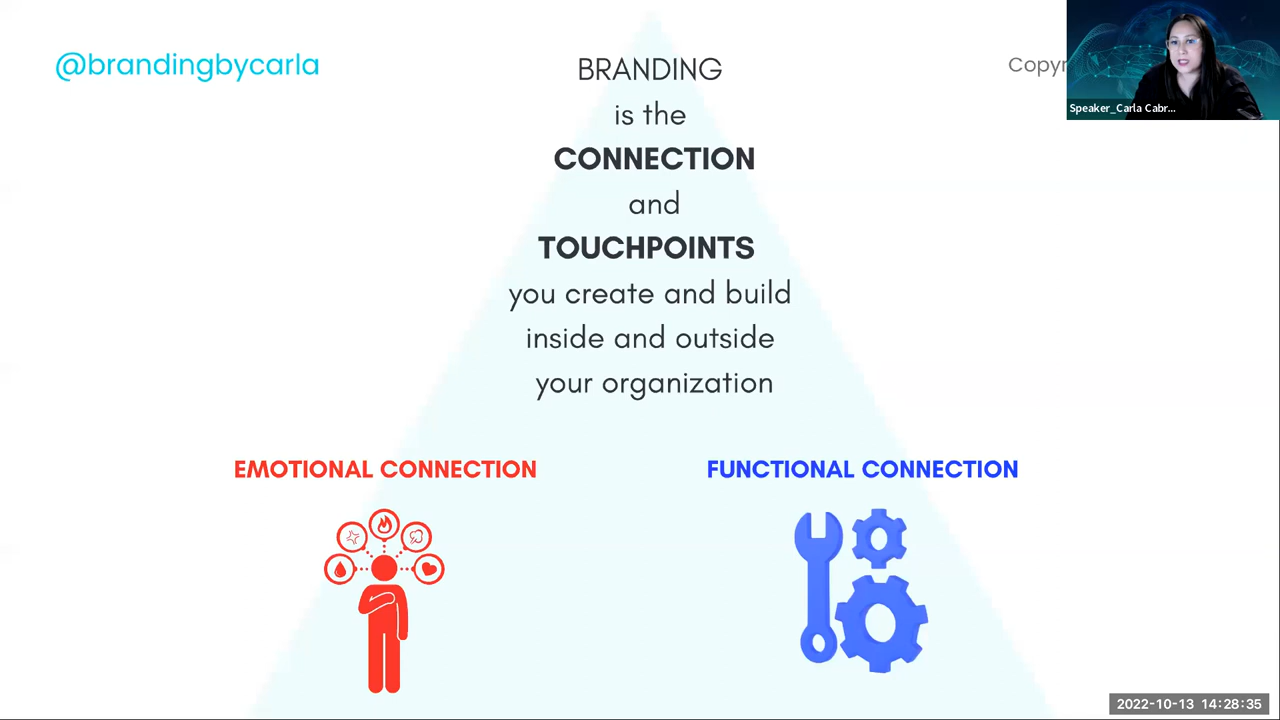 @brandingbycarla
BRANDING
is the
CONNECTION
and
TOUCHPOINTS
you create and build
inside and outside
your organization
EMOTIONAL CONNECTION
FUNCTIONAL CONNECTION
Speaker_Carla Cabr...
2022-10-13 14:28:35